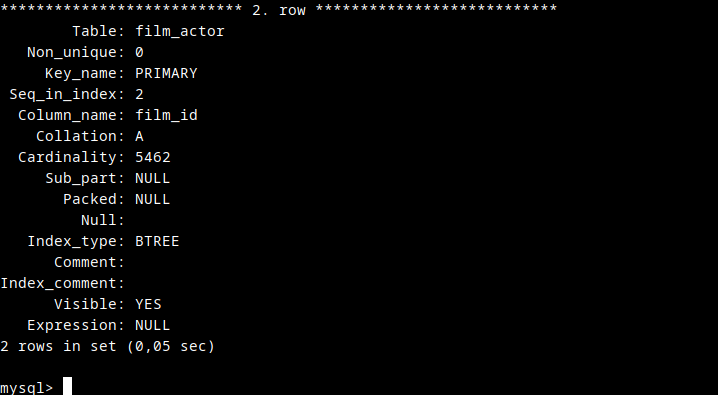 *************************** 2. row ***************************
        Table: film_actor
   Non_unique: 0
     Key_name: PRIMARY
 Seq_in_index: 2
  Column_name: film_id
    Collation: A
  Cardinality: 5462
     Sub_part: NULL
       Packed: NULL
         Null:
   Index_type: BTREE
      Comment:
Index_comment:
      Visible: YES
   Expression: NULL
2 rows in set (0,05 sec)
mysql>